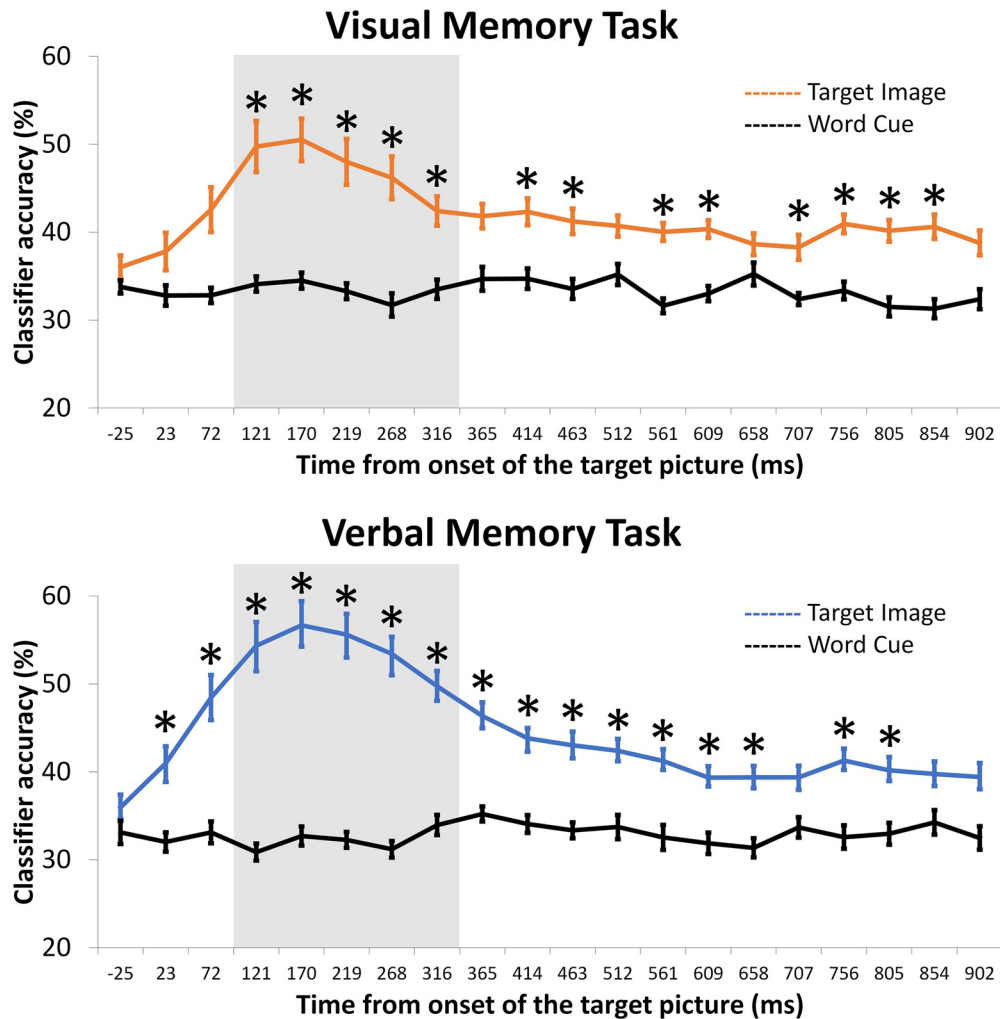 Visual Memory Task
60
50
40
30
20
Classifier accuracy (%)
* * * * * * * * * * * * * *
Target Image
Word Cue
-25 23 72 121 170 219 268 316 365 414 463 512 561 609 658 707 756 805 854 902
Time from onset of the target picture (ms)
Verbal Memory Task
60
50
40
30
20
Classifier accuracy (%)
* * * * * * * * * * * * * * * *
Target Image
Word Cue
-25 23 72 121 170 219 268 316 365 414 463 512 561 609 658 707 756 805 854 902
Time from onset of the target picture (ms)